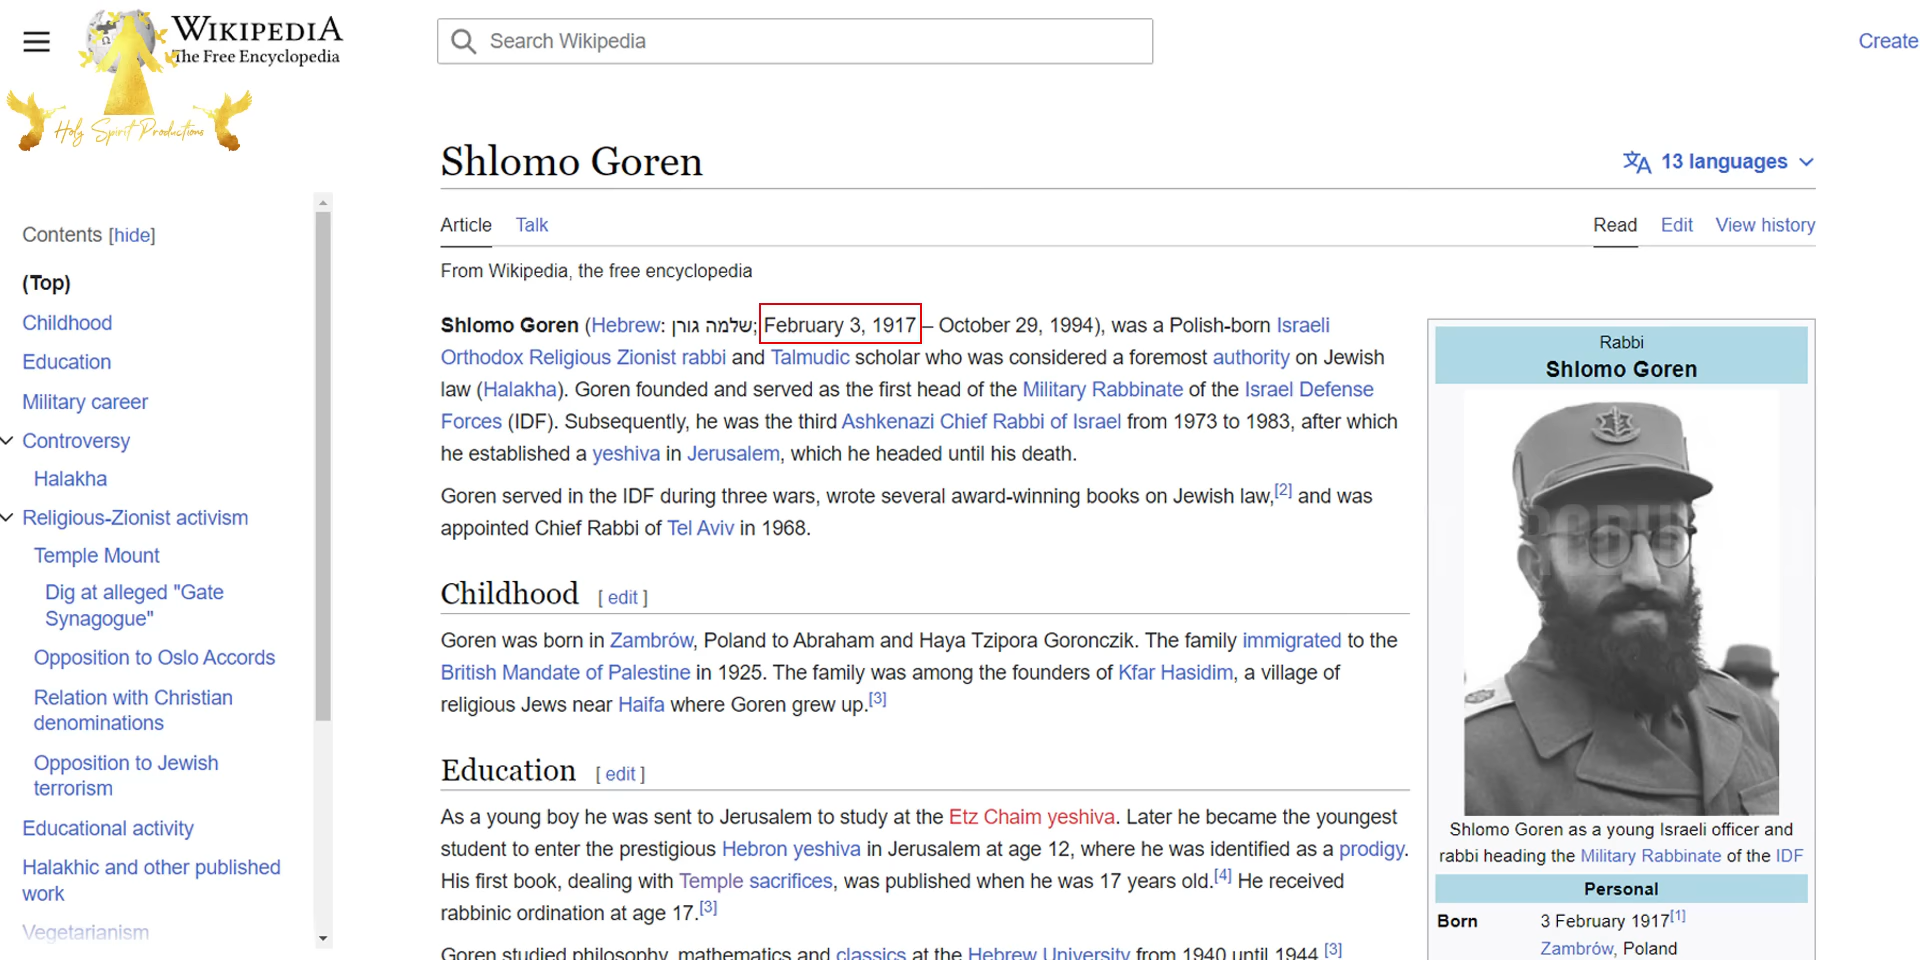 WIKIPEDIA
The Free Encyclopedia
Search Wikipedia
Create
Holy Spirit Productions
Shlomo Goren
13 languages
Article Talk
Read Edit View history
From Wikipedia, the free encyclopedia
Contents [hide]
(Top)
Childhood
Education
Military career
Controversy
Halakha
Religious-Zionist activism
Temple Mount
Dig at alleged "Gate
Synagogue"
Opposition to Oslo Accords
Relation with Christian
denominations
Opposition to Jewish
terrorism
Educational activity
Halakhic and other published
work
Vegetarianism
Shlomo Goren (Hebrew: שלמה גורן; February 3, 1917 – October 29, 1994), was a Polish-born Israeli
Orthodox Religious Zionist rabbi and Talmudic scholar who was considered a foremost authority on Jewish
law (Halakha). Goren founded and served as the first head of the Military Rabbinate of the Israel Defense
Forces (IDF). Subsequently, he was the third Ashkenazi Chief Rabbi of Israel from 1973 to 1983, after which
he established a yeshiva in Jerusalem, which he headed until his death.
Goren served in the IDF during three wars, wrote several award-winning books on Jewish law,[2] and was
appointed Chief Rabbi of Tel Aviv in 1968.
Childhood [ edit ]
Goren was born in Zambrów, Poland to Abraham and Haya Tzipora Goronczik. The family immigrated to the
British Mandate of Palestine in 1925. The family was among the founders of Kfar Hasidim, a village of
religious Jews near Haifa where Goren grew up.[3]
Education [ edit ]
As a young boy he was sent to Jerusalem to study at the Etz Chaim yeshiva. Later he became the youngest
student to enter the prestigious Hebron yeshiva in Jerusalem at age 12, where he was identified as a prodigy.
His first book, dealing with Temple sacrifices, was published when he was 17 years old.[4] He received
rabbinic ordination at age 17.[3]
Goren studied philosophy, mathematics and classics at the Hebrew University from 1940 until 1944.[3]
Rabbi
Shlomo Goren
Shlomo Goren as a young Israeli officer and
rabbi heading the Military Rabbinate of the IDF
Personal
Born 3 February 1917[1]
Zambrów, Poland